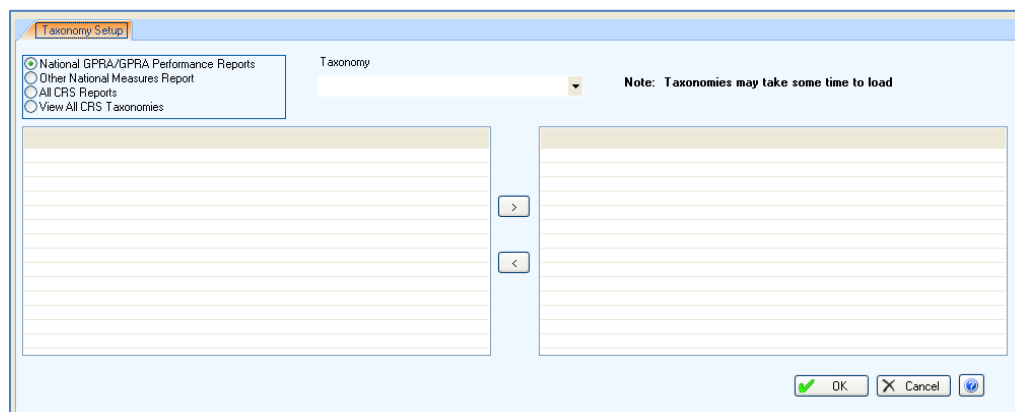 Taxonomy Setup
National GPRA/GPRA Performance Reports
Other National Measures Report
All CRS Reports
View All CRS Taxonomies
Taxonomy
Note: Taxonomies may take some time to load
>
<
OK
Cancel
?